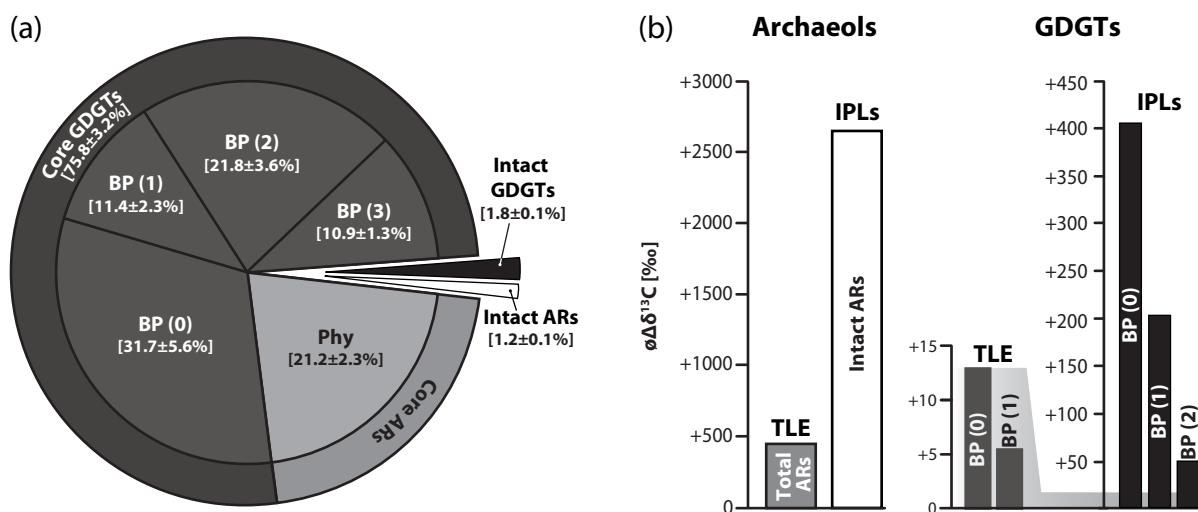 (a)
Core GDGTs
[75.8±3.2%]
BP (2)
[21.8±3.6%]
BP (1)
[11.4±2.3%]
BP (3)
[10.9±1.3%]
Intact
GDGTs
[1.8±0.1%]
BP (0)
[31.7±5.6%]
Phy
[21.2±2.3%]
Intact ARs
[1.2±0.1%]
Core ARs
(b)
Archaeols
GDGTs
øΔδ¹³C [‰]
+3000
+2500
+2000
+1500
+1000
+500
0
TLE
Total
ARs
IPLs
Intact ARs
+15
+10
+5
0
TLE
BP (0)
BP (1)
+450
+400
+350
+300
+250
+200
+150
+100
+50
IPLs
BP (0)
BP (1)
BP (2)